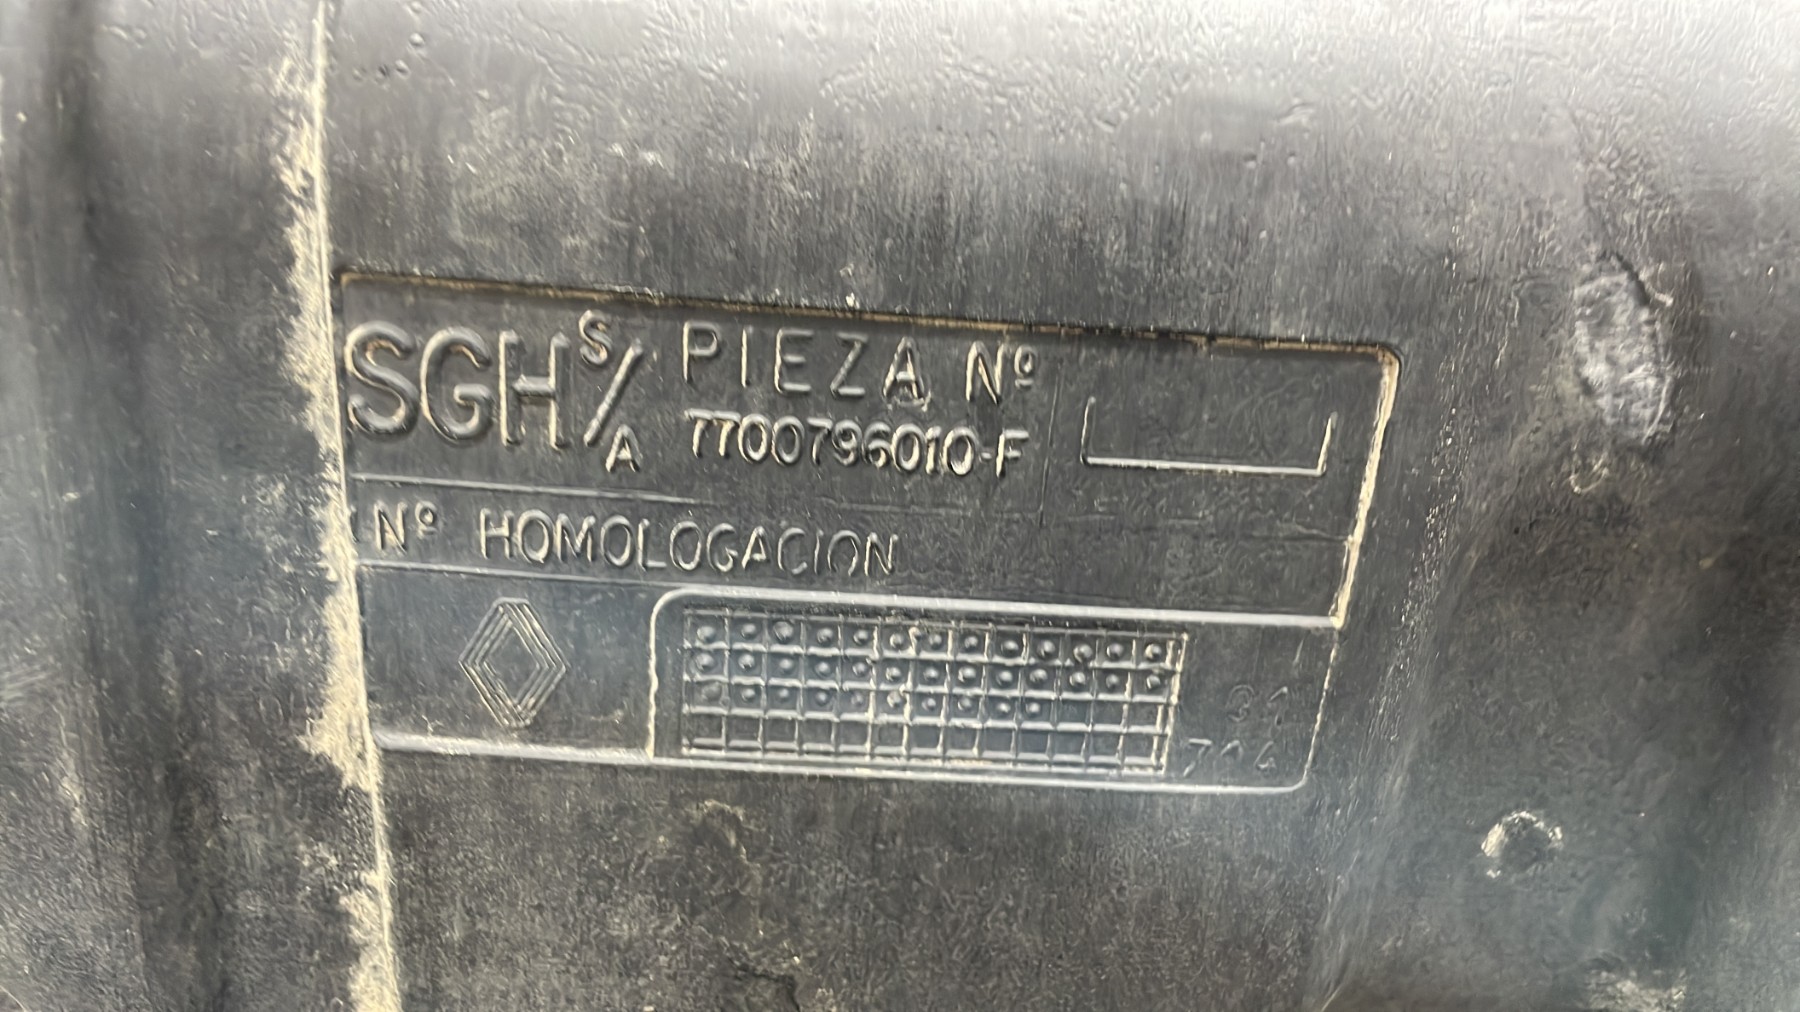 SGH S/A PIEZA Nº
7700796010-F
Nº HOMOLOGACION